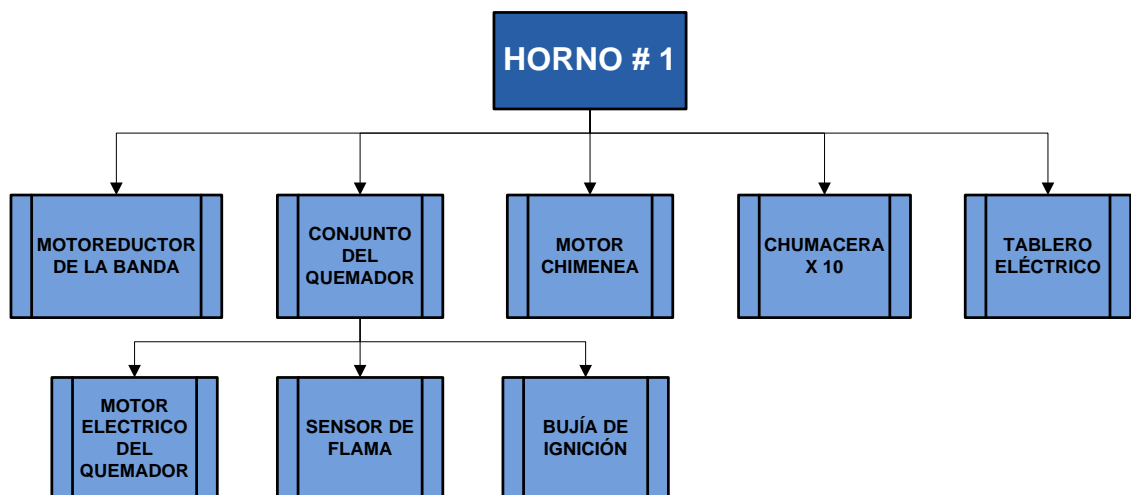 HORNO # 1
MOTOREDUCTOR
DE LA BANDA
CONJUNTO
DEL
QUEMADOR
MOTOR
CHIMENEA
CHUMACERA
X 10
TABLERO
ELÉCTRICO
MOTOR
ELECTRICO
DEL
QUEMADOR
SENSOR DE
FLAMA
BUJÍA DE
IGNICIÓN